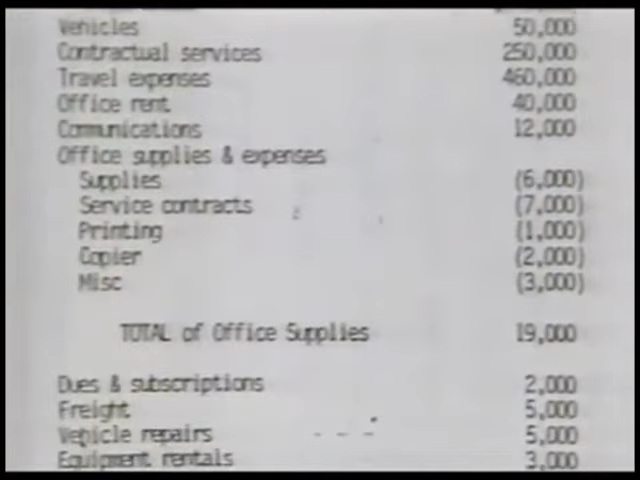 Vehicles 50,000
Contractual services 250,000
Travel expenses 460,000
Office rent 40,000
Communications 12,000
Office supplies & expenses
Supplies (6,000)
Service contracts (7,000)
Printing (1,000)
Copier (2,000)
Misc (3,000)
TOTAL of Office Supplies 19,000
Dues & subscriptions 2,000
Freight 5,000
Vehicle repairs 5,000
Equipment rentals 3,000